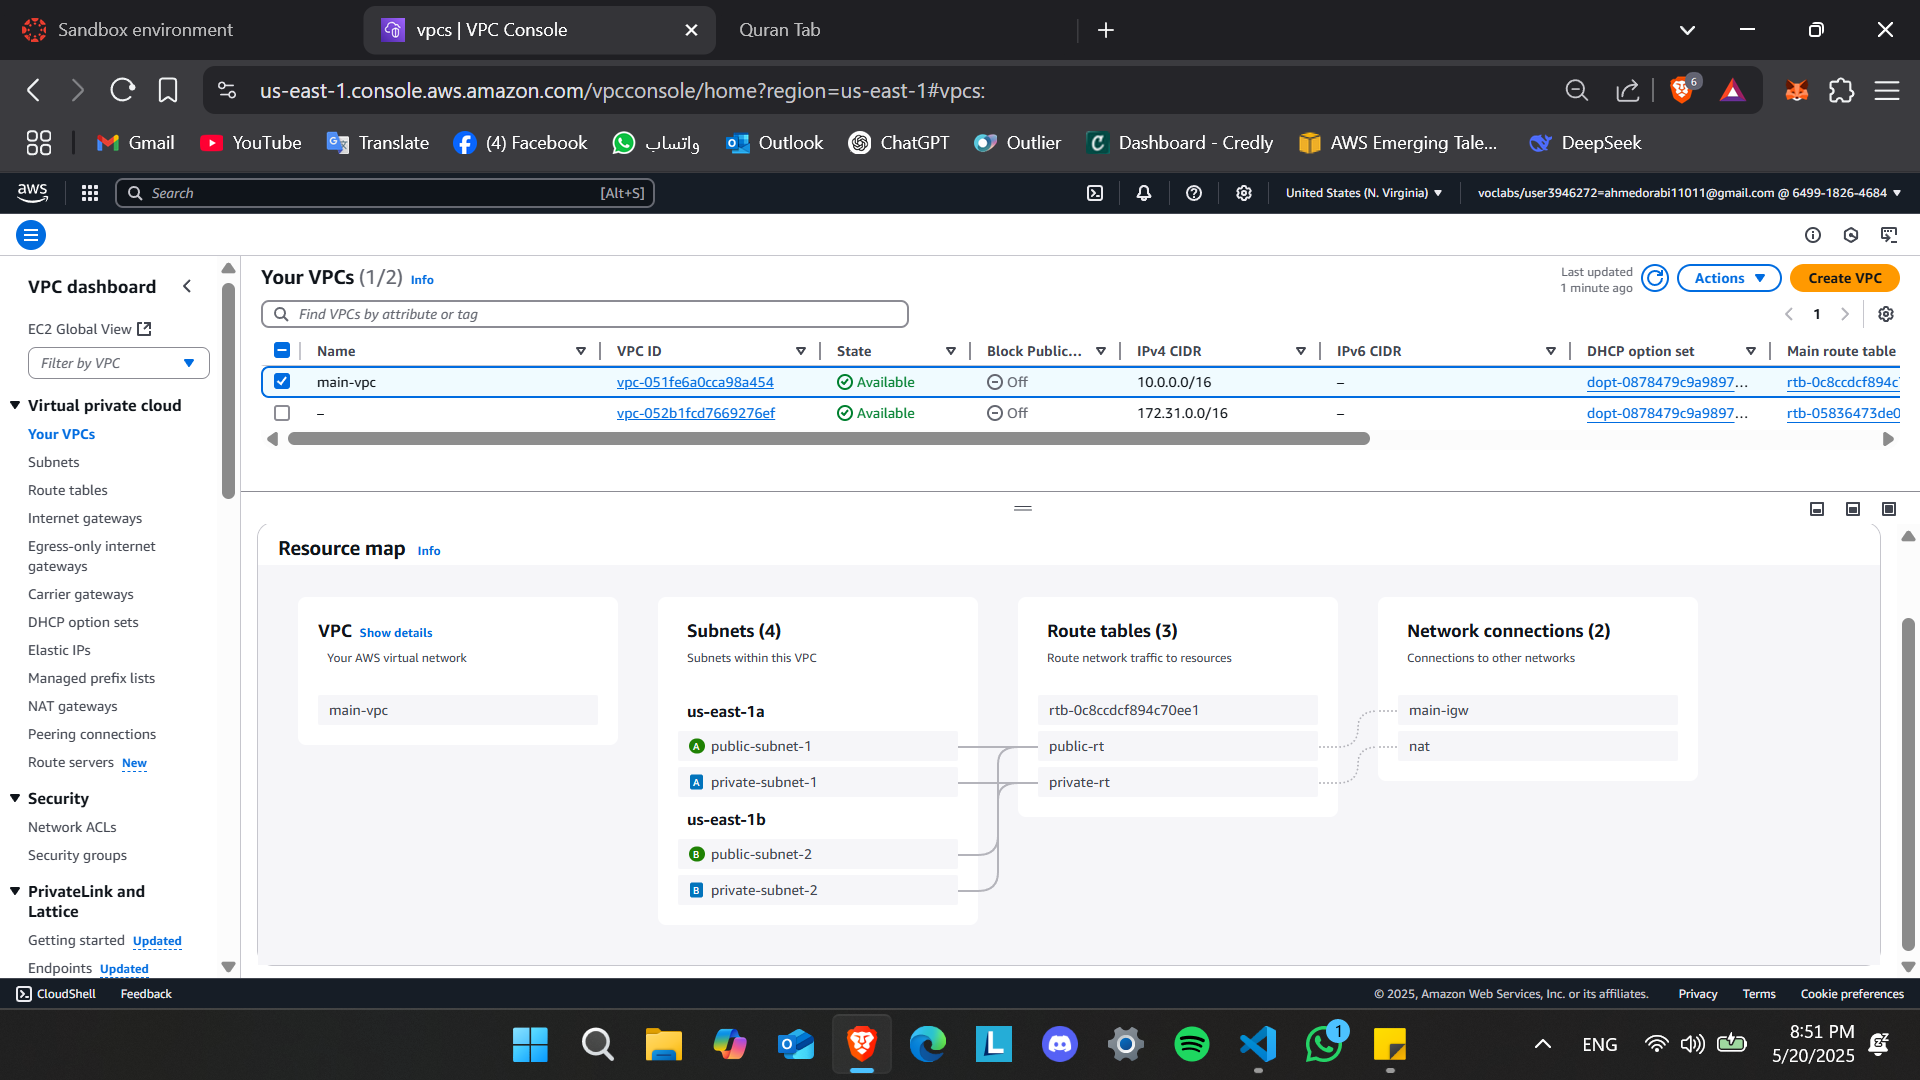 Sandbox environment
vpcs | VPC Console
Quran Tab
us-east-1.console.aws.amazon.com/vpcconsole/home?region=us-east-1#vpcs:
6
Gmail
YouTube
Translate
(4) Facebook
واتساب
Outlook
ChatGPT
Outlier
Dashboard - Credly
AWS Emerging Tale...
DeepSeek
aws
Search
[Alt+S]
United States (N. Virginia)
voclabs/user3946272=ahmedorabi11011@gmail.com @ 6499-1826-4684
VPC dashboard
EC2 Global View
Filter by VPC
Virtual private cloud
Your VPCs
Subnets
Route tables
Internet gateways
Egress-only internet
gateways
Carrier gateways
DHCP option sets
Elastic IPs
Managed prefix lists
NAT gateways
Peering connections
Route servers New
Security
Network ACLs
Security groups
PrivateLink and
Lattice
Getting started Updated
Endpoints Updated
Your VPCs (1/2) Info
Last updated
1 minute ago
Actions
Create VPC
Find VPCs by attribute or tag
1
Name VPC ID State Block Public... IPv4 CIDR IPv6 CIDR DHCP option set Main route table
main-vpc vpc-051fe6a0cca98a454 Available Off 10.0.0.0/16 – dopt-0878479c9a9897... rtb-0c8ccdcf894c
– vpc-052b1fcd7669276ef Available Off 172.31.0.0/16 – dopt-0878479c9a9897... rtb-05836473de0
Resource map Info
VPC Show details
Your AWS virtual network
main-vpc
Subnets (4)
Subnets within this VPC
us-east-1a
A public-subnet-1
A private-subnet-1
us-east-1b
B public-subnet-2
B private-subnet-2
Route tables (3)
Route network traffic to resources
rtb-0c8ccdcf894c70ee1
public-rt
private-rt
Network connections (2)
Connections to other networks
main-igw
nat
CloudShell
Feedback
© 2025, Amazon Web Services, Inc. or its affiliates.
Privacy
Terms
Cookie preferences
L
1
ENG
8:51 PM
5/20/2025